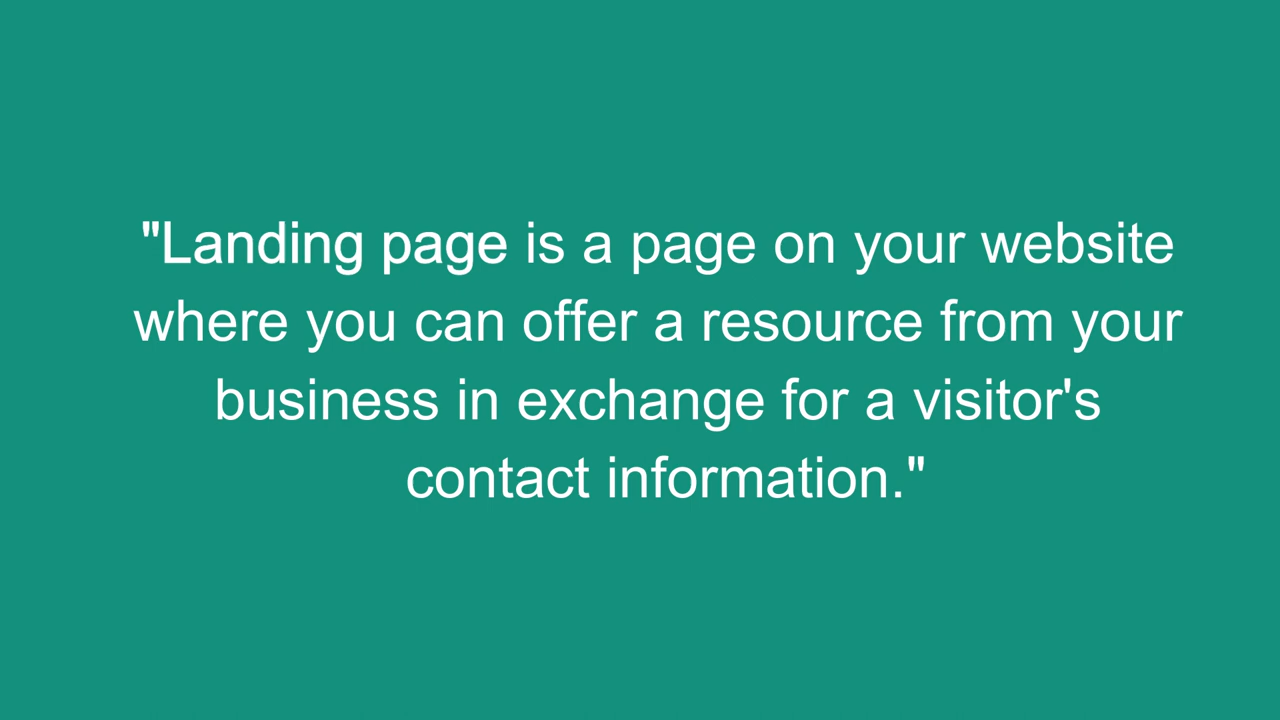 "Landing page is a page on your website
where you can offer a resource from your
business in exchange for a visitor's
contact information."